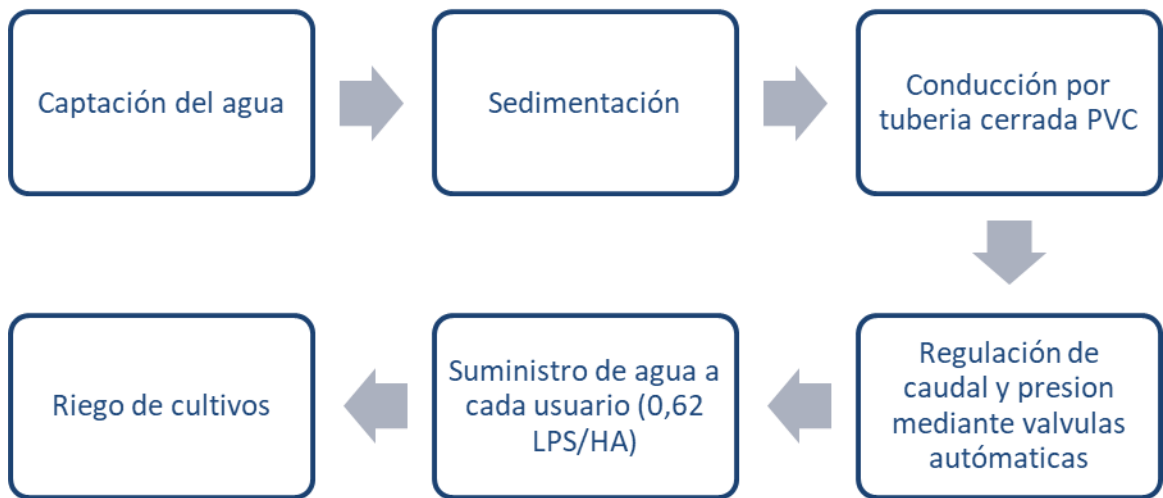 Captación del agua
Sedimentación
Conducción por
tuberia cerrada PVC
Regulación de
caudal y presion
mediante valvulas
autómaticas
Suministro de agua a
cada usuario (0,62
LPS/HA)
Riego de cultivos